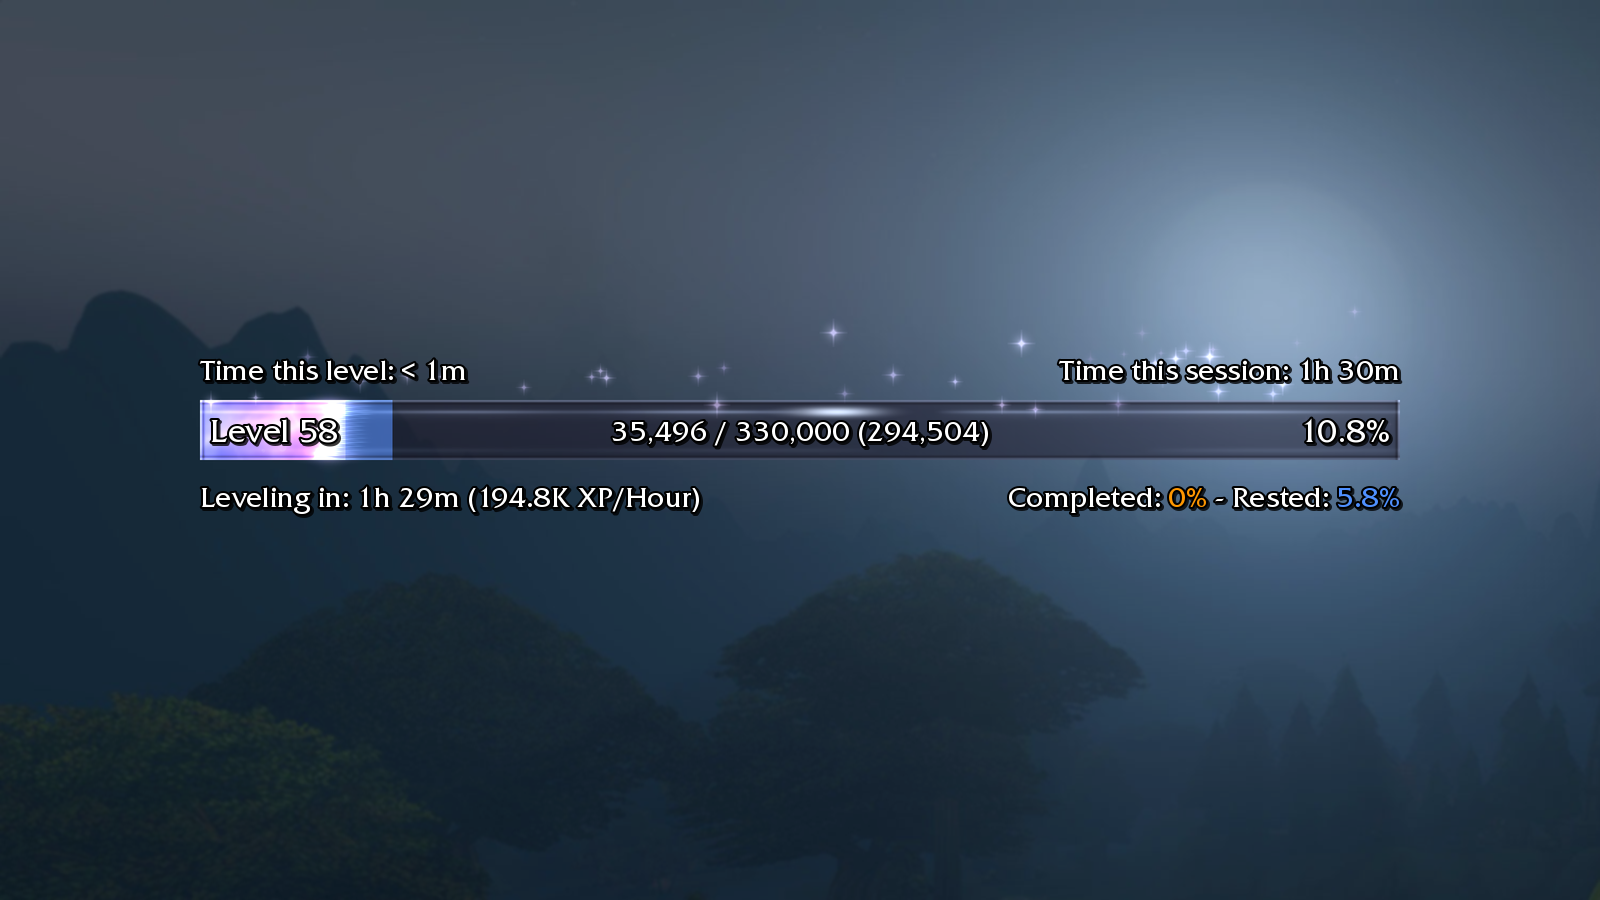 Time this level: < 1m
Time this session: 1h 30m
Level 58
35,496 / 330,000 (294,504)
10.8%
Leveling in: 1h 29m (194.8K XP/Hour)
Completed: 0% - Rested: 5.8%